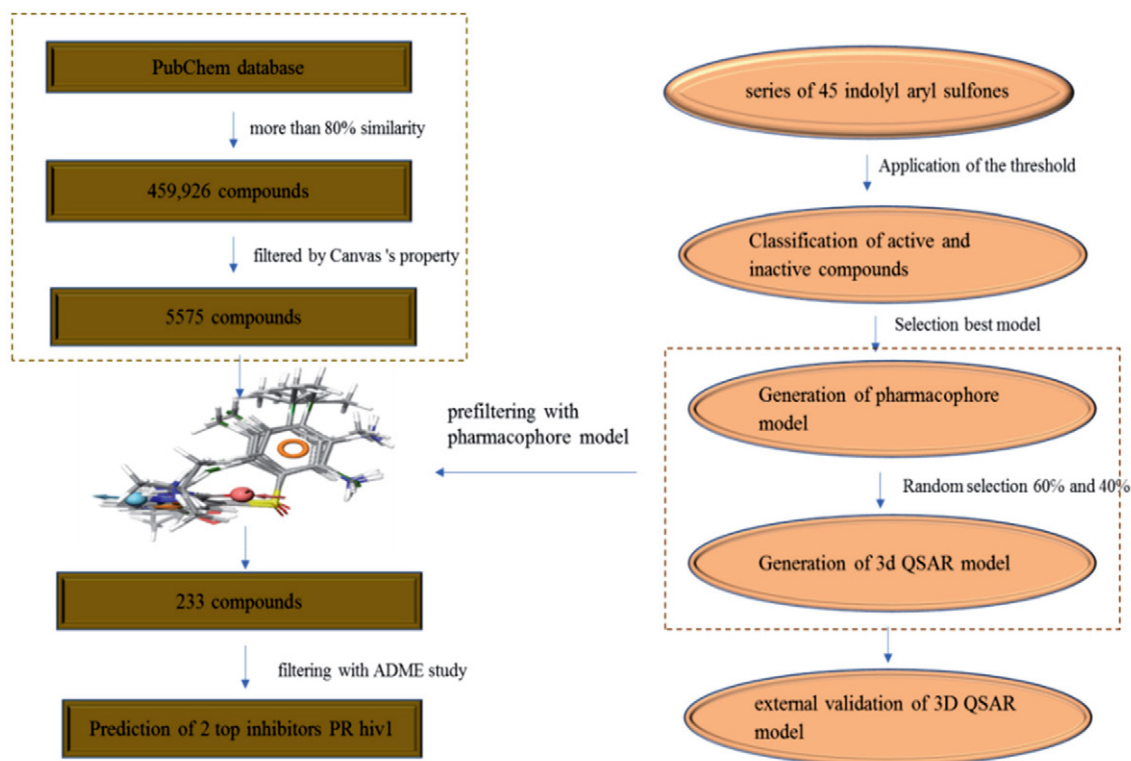 PubChem database
more than 80% similarity
459,926 compounds
filtered by Canvas 's property
5575 compounds
prefiltering with
pharmacophore model
233 compounds
filtering with ADME study
Prediction of 2 top inhibitors PR hiv1
series of 45 indolyl aryl sulfones
Application of the threshold
Classification of active and
inactive compounds
Selection best model
Generation of pharmacophore
model
Random selection 60% and 40%
Generation of 3d QSAR model
external validation of 3D QSAR
model